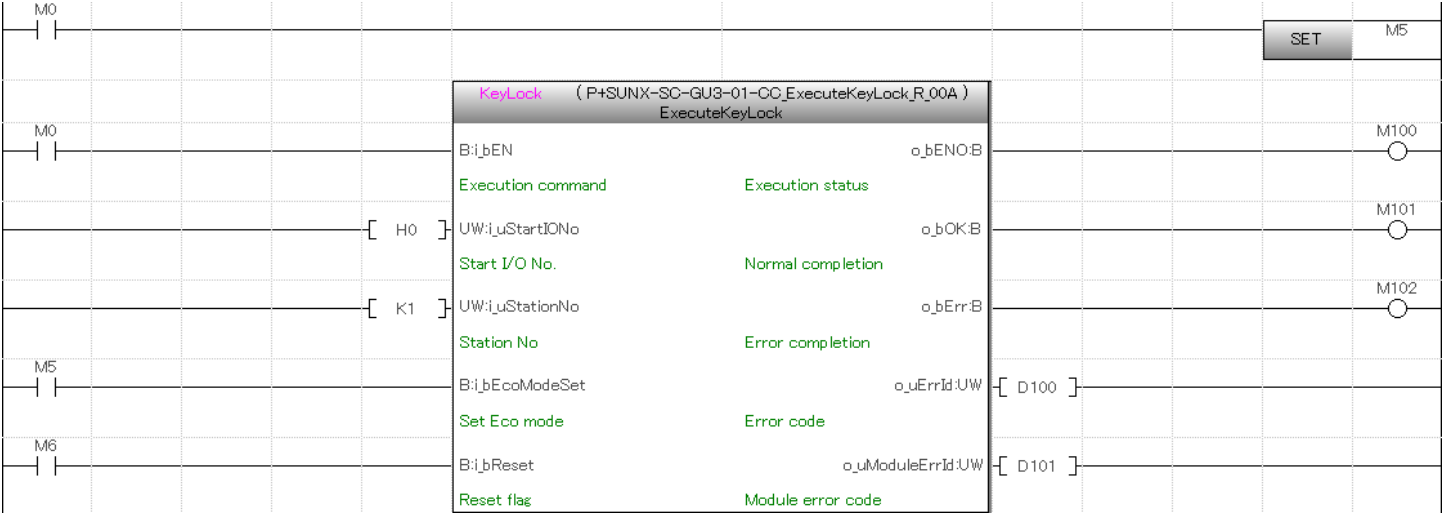 M0
SET M5
KeyLock (P+SUNX-SC-GU3-01-CC_ExecuteKeyLock_R_00A)
ExecuteKeyLock
M0 M100
B:i_bEN o_bENO:B
Execution command Execution status
M101
H0 UW:i_uStartIONo o_bOK:B
Start I/O No. Normal completion
M102
K1 UW:i_uStationNo o_bErr:B
Station No Error completion
M5
B:i_bEcoModeSet o_uErrId:UW D100
Set Eco mode Error code
M6
B:i_bReset o_uModuleErrId:UW D101
Reset flag Module error code